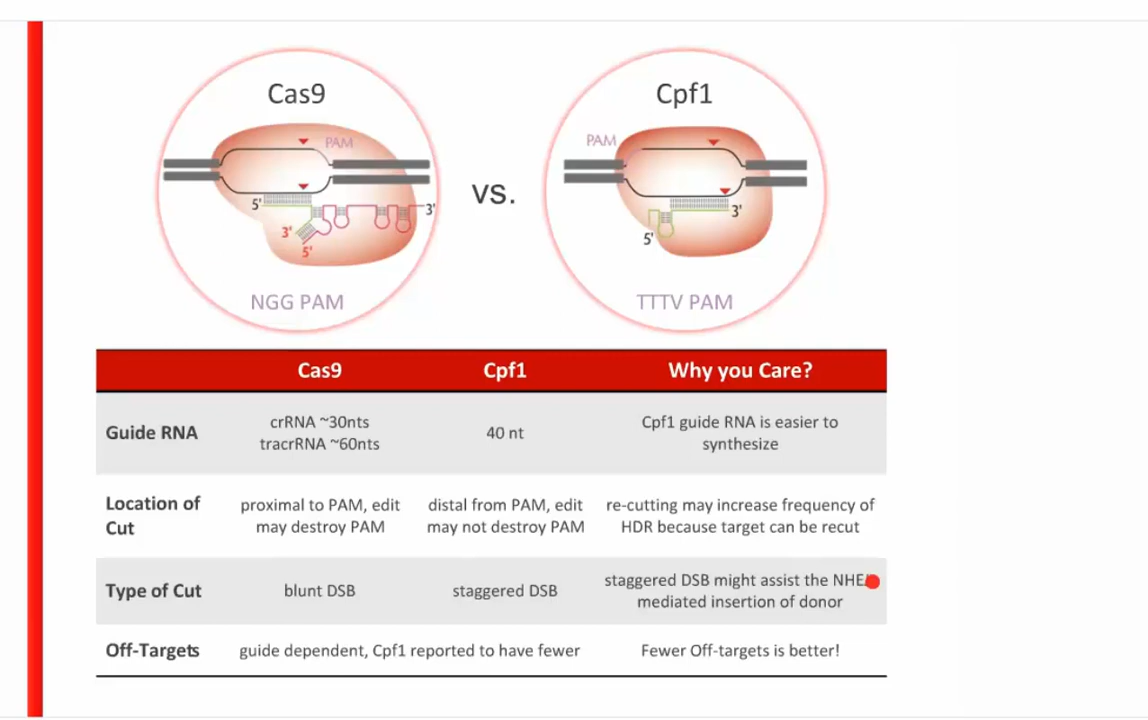 Cas9
Cpf1
PAM
PAM
vs.
5'
3'
3'
5'
3'
5'
NGG PAM
TTTV PAM
Cas9 Cpf1 Why you Care?
Guide RNA
crRNA ~30nts
tracrRNA ~60nts
40 nt
Cpf1 guide RNA is easier to
synthesize
Location of
Cut
proximal to PAM, edit
may destroy PAM
distal from PAM, edit
may not destroy PAM
re-cutting may increase frequency of
HDR because target can be recut
Type of Cut
blunt DSB
staggered DSB
staggered DSB might assist the
mediated insertion of donor
Off-Targets
guide dependent, Cpf1 reported to have fewer
Fewer Off-targets is better!